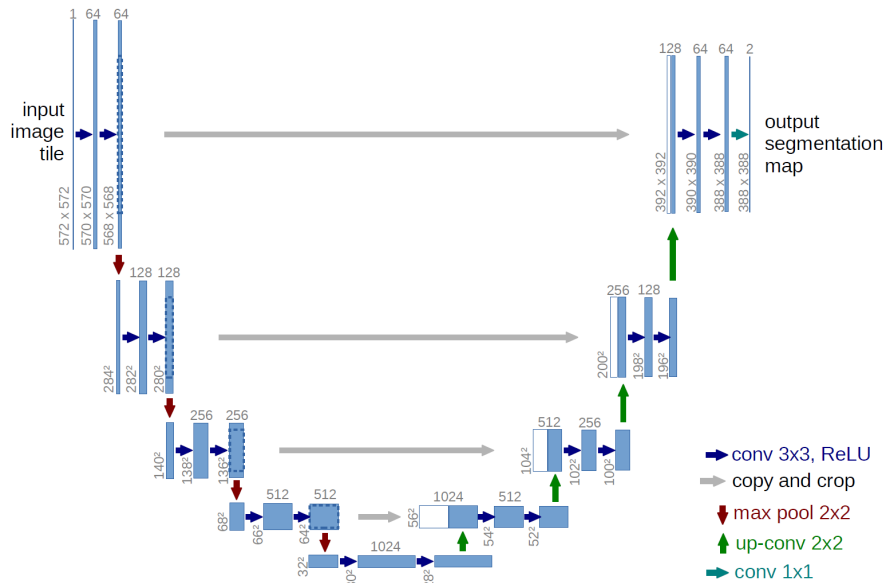 1 64 64
128 64 64 2
input
image
tile
output
segmentation
map
572 x 572
570 x 570
568 x 568
392 x 392
390 x 390
388 x 388
388 x 388
128 128
256 128
284²
282²
280²
200²
198²
196²
256 256
512 256
140²
138²
136²
104²
102²
100²
512 512
1024 512
68²
66²
64²
56²
54²
52²
1024
32²
conv 3x3, ReLU
copy and crop
max pool 2x2
up-conv 2x2
conv 1x1